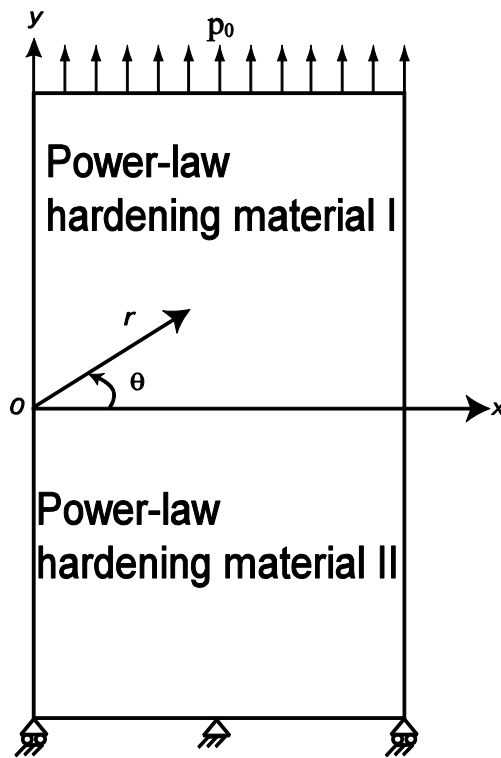 y
p₀
Power-law
hardening material I
r
θ
o
x
Power-law
hardening material II